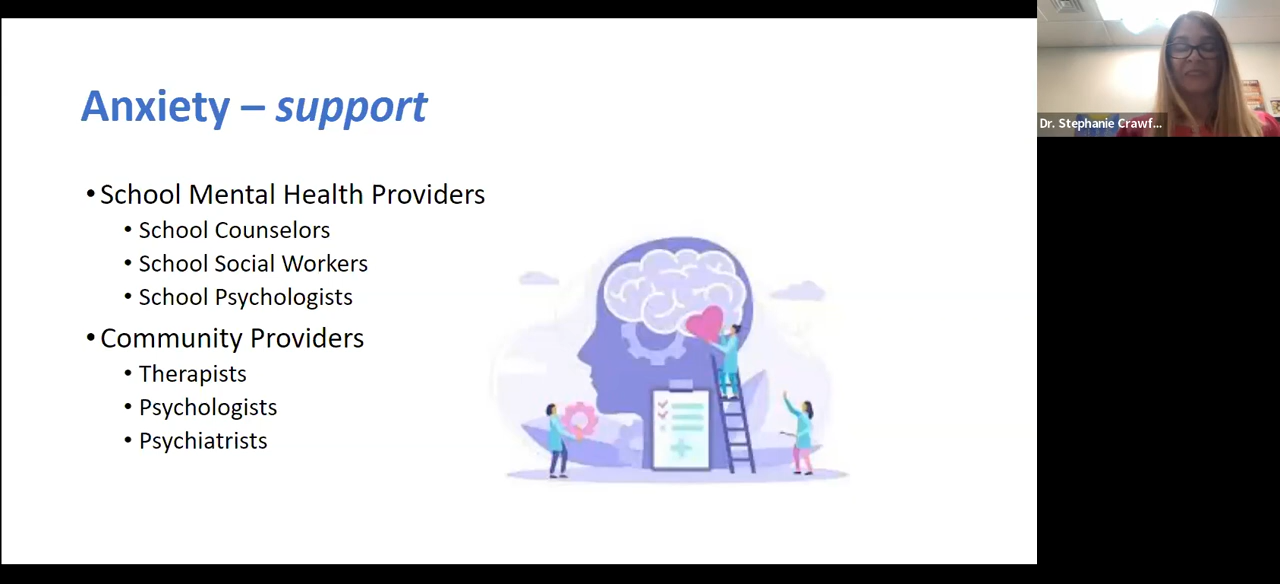 Anxiety – support
• School Mental Health Providers
• School Counselors
• School Social Workers
• School Psychologists
• Community Providers
• Therapists
• Psychologists
• Psychiatrists
Dr. Stephanie Crawf...